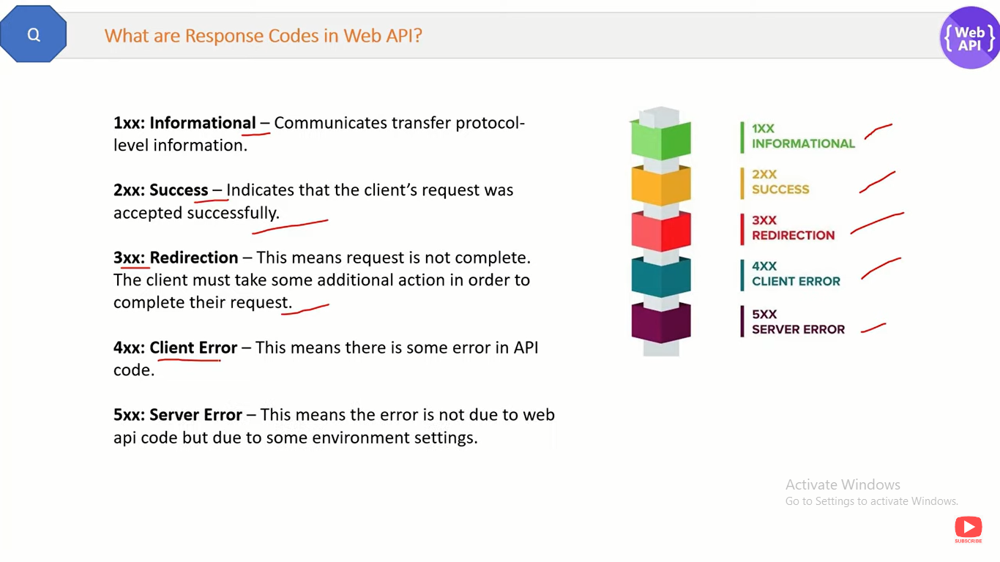 Q
What are Response Codes in Web API?
{Web
API}
1xx: Informational – Communicates transfer protocol-
level information.
2xx: Success – Indicates that the client’s request was
accepted successfully.
3xx: Redirection – This means request is not complete.
The client must take some additional action in order to
complete their request.
4xx: Client Error – This means there is some error in API
code.
5xx: Server Error – This means the error is not due to web
api code but due to some environment settings.
1XX
INFORMATIONAL
2XX
SUCCESS
3XX
REDIRECTION
4XX
CLIENT ERROR
5XX
SERVER ERROR
Activate Windows
Go to Settings to activate Windows.
SUBSCRIBE